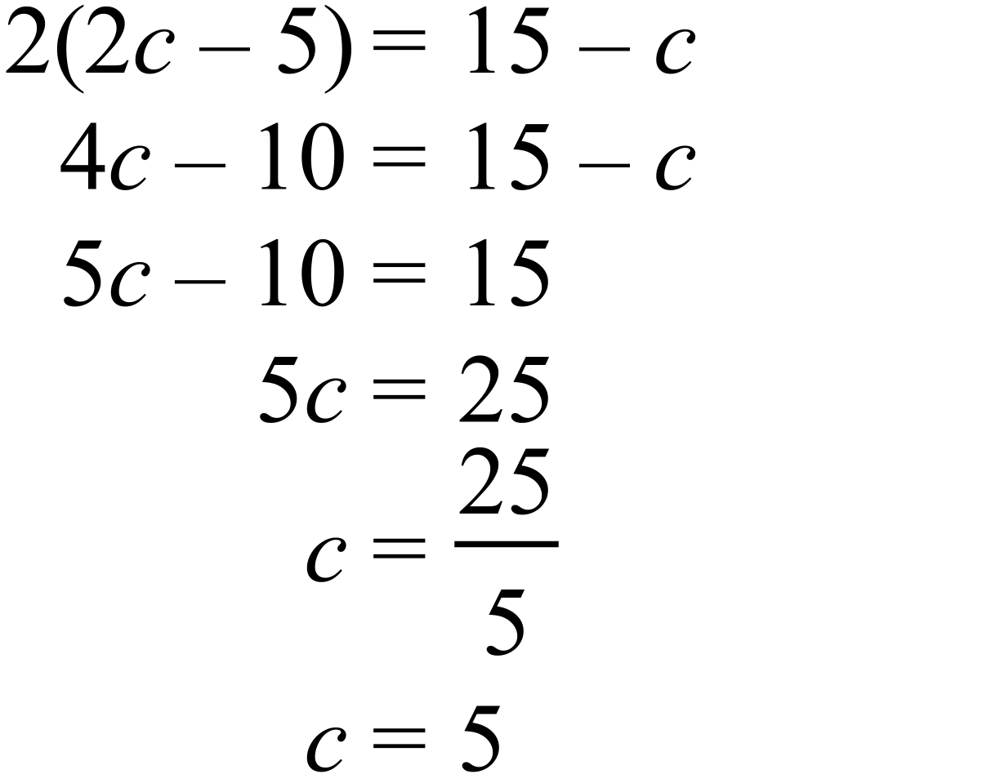 2(2c – 5) = 15 – c
4c – 10 = 15 – c
5c – 10 = 15
5c = 25
c = 25/5
c = 5